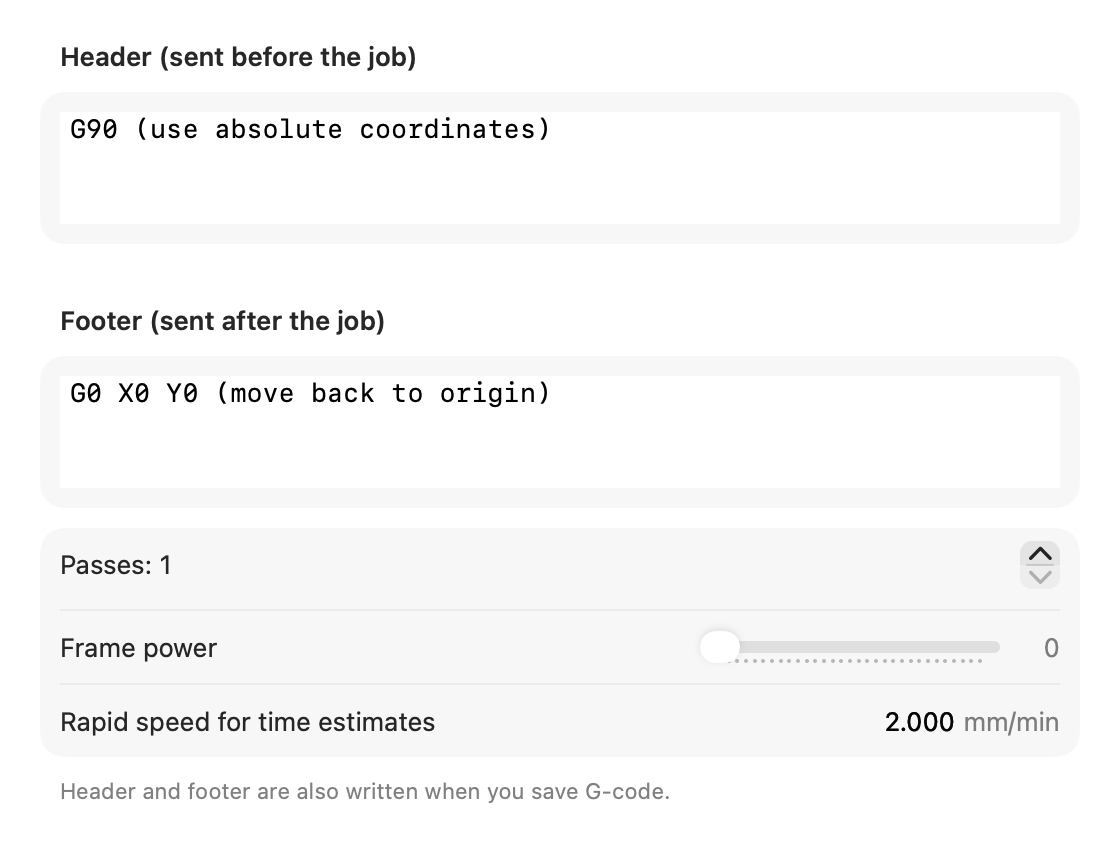 Header (sent before the job)
G90 (use absolute coordinates)
Footer (sent after the job)
G0 X0 Y0 (move back to origin)
Passes: 1
Frame power 0
Rapid speed for time estimates 2.000 mm/min
Header and footer are also written when you save G-code.